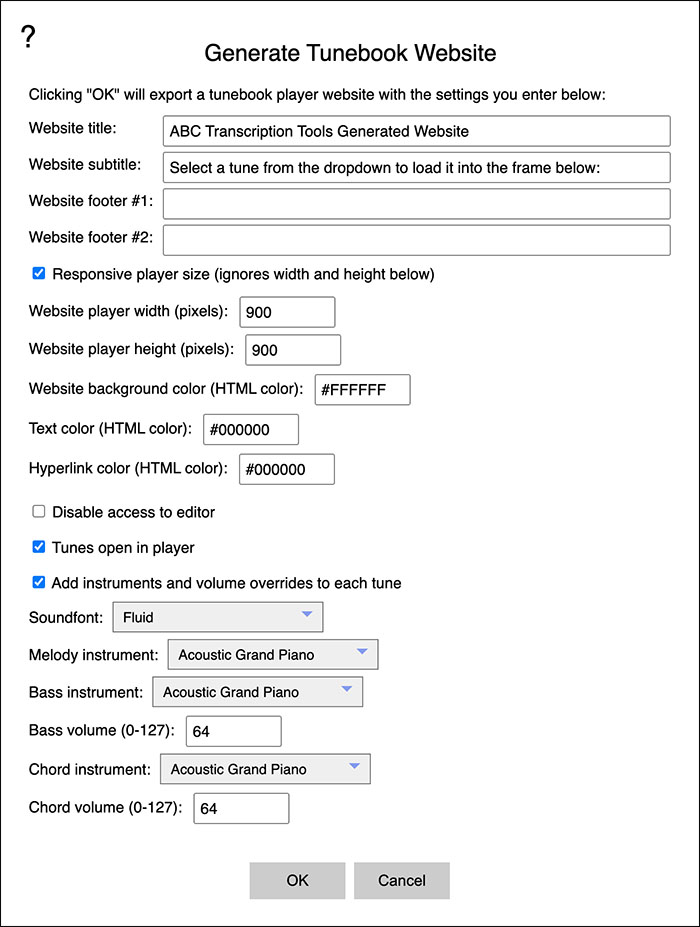 ?
Generate Tunebook Website
Clicking "OK" will export a tunebook player website with the settings you enter below:
Website title: ABC Transcription Tools Generated Website
Website subtitle: Select a tune from the dropdown to load it into the frame below:
Website footer #1:
Website footer #2:
Responsive player size (ignores width and height below)
Website player width (pixels): 900
Website player height (pixels): 900
Website background color (HTML color): #FFFFFF
Text color (HTML color): #000000
Hyperlink color (HTML color): #000000
Disable access to editor
Tunes open in player
Add instruments and volume overrides to each tune
Soundfont: Fluid
Melody instrument: Acoustic Grand Piano
Bass instrument: Acoustic Grand Piano
Bass volume (0-127): 64
Chord instrument: Acoustic Grand Piano
Chord volume (0-127): 64
OK Cancel